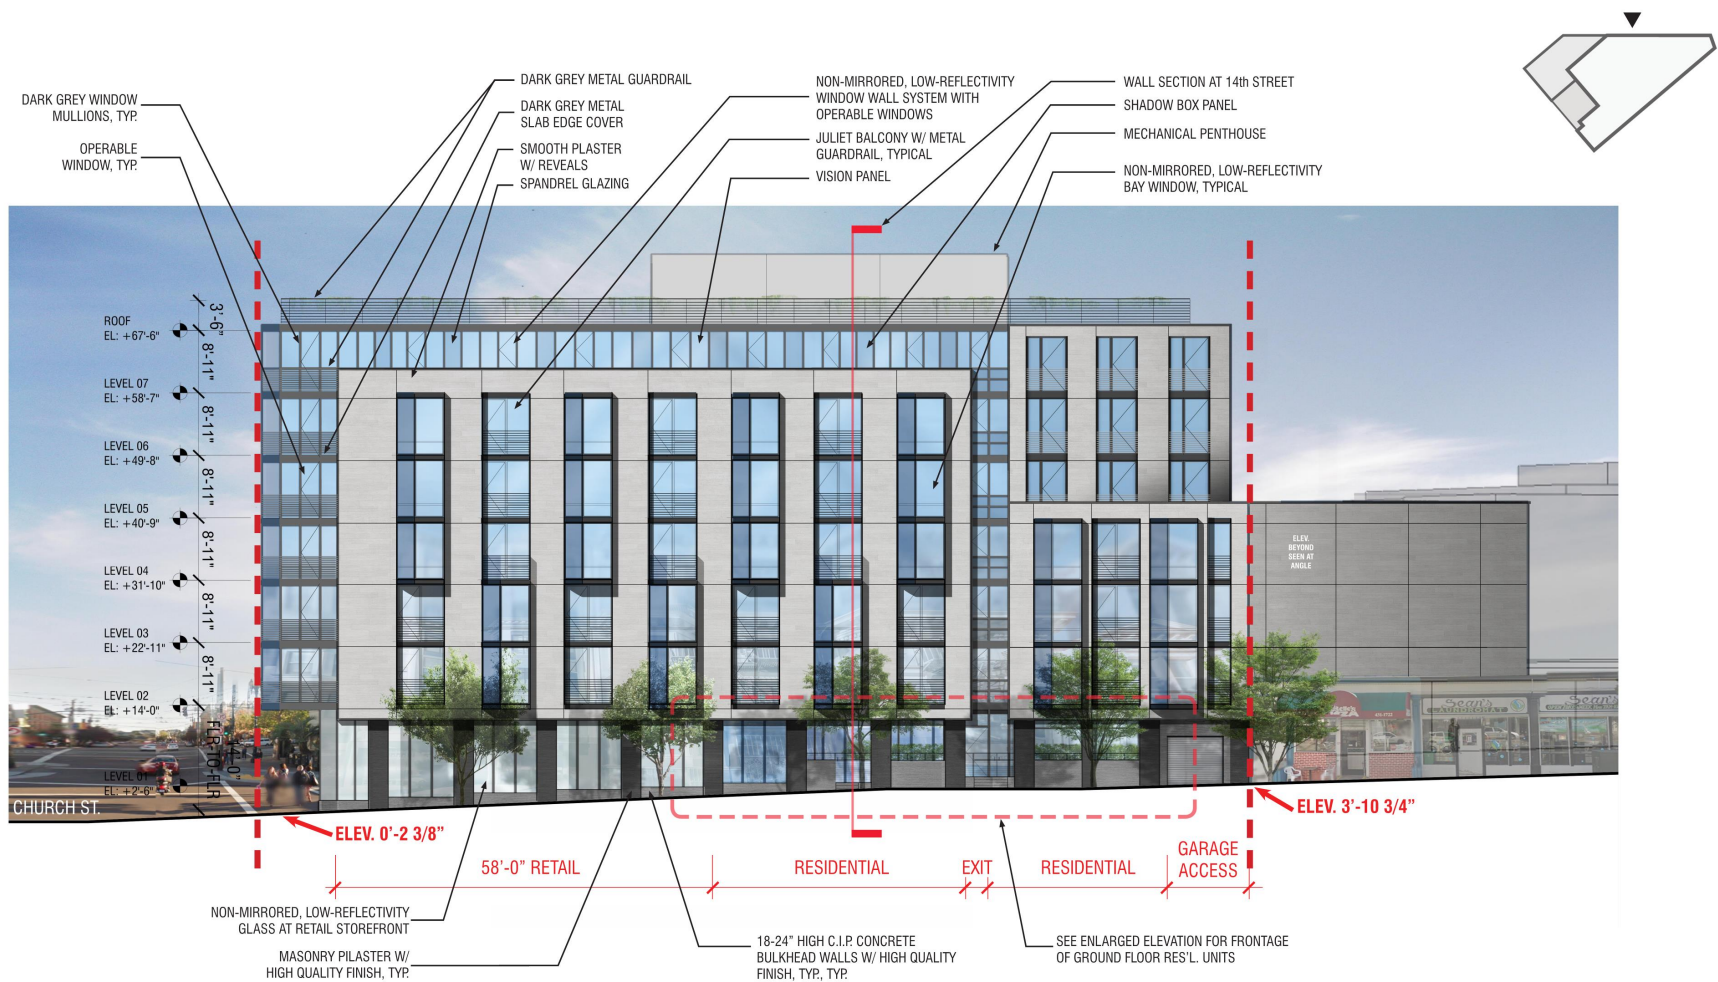 DARK GREY WINDOW
MULLIONS, TYP.
OPERABLE
WINDOW, TYP.
DARK GREY METAL GUARDRAIL
DARK GREY METAL
SLAB EDGE COVER
SMOOTH PLASTER
W/ REVEALS
SPANDREL GLAZING
NON-MIRRORED, LOW-REFLECTIVITY
WINDOW WALL SYSTEM WITH
OPERABLE WINDOWS
JULIET BALCONY W/ METAL
GUARDRAIL, TYPICAL
VISION PANEL
WALL SECTION AT 14th STREET
SHADOW BOX PANEL
MECHANICAL PENTHOUSE
NON-MIRRORED, LOW-REFLECTIVITY
BAY WINDOW, TYPICAL
ROOF
EL: +67'-6"
LEVEL 07
EL: +58'-7"
LEVEL 06
EL: +49'-8"
LEVEL 05
EL: +40'-9"
LEVEL 04
EL: +31'-10"
LEVEL 03
EL: +22'-11"
LEVEL 02
EL: +14'-0"
LEVEL 01
EL: +2'-6"
3'-6"
8'-11"
8'-11"
8'-11"
8'-11"
8'-11"
8'-11"
14'-0"
FLR-TO-FLR
ELEV.
BEYOND
SEEN AT
ANGLE
Sean's
LAUNDROMAT
Sean's
CHURCH ST.
ELEV. 0'-2 3/8”
ELEV. 3'-10 3/4”
58'-0” RETAIL
RESIDENTIAL
EXIT
RESIDENTIAL
GARAGE
ACCESS
NON-MIRRORED, LOW-REFLECTIVITY
GLASS AT RETAIL STOREFRONT
MASONRY PILASTER W/
HIGH QUALITY FINISH, TYP.
18-24” HIGH C.I.P. CONCRETE
BULKHEAD WALLS W/ HIGH QUALITY
FINISH, TYP., TYP.
SEE ENLARGED ELEVATION FOR FRONTAGE
OF GROUND FLOOR RES'L. UNITS